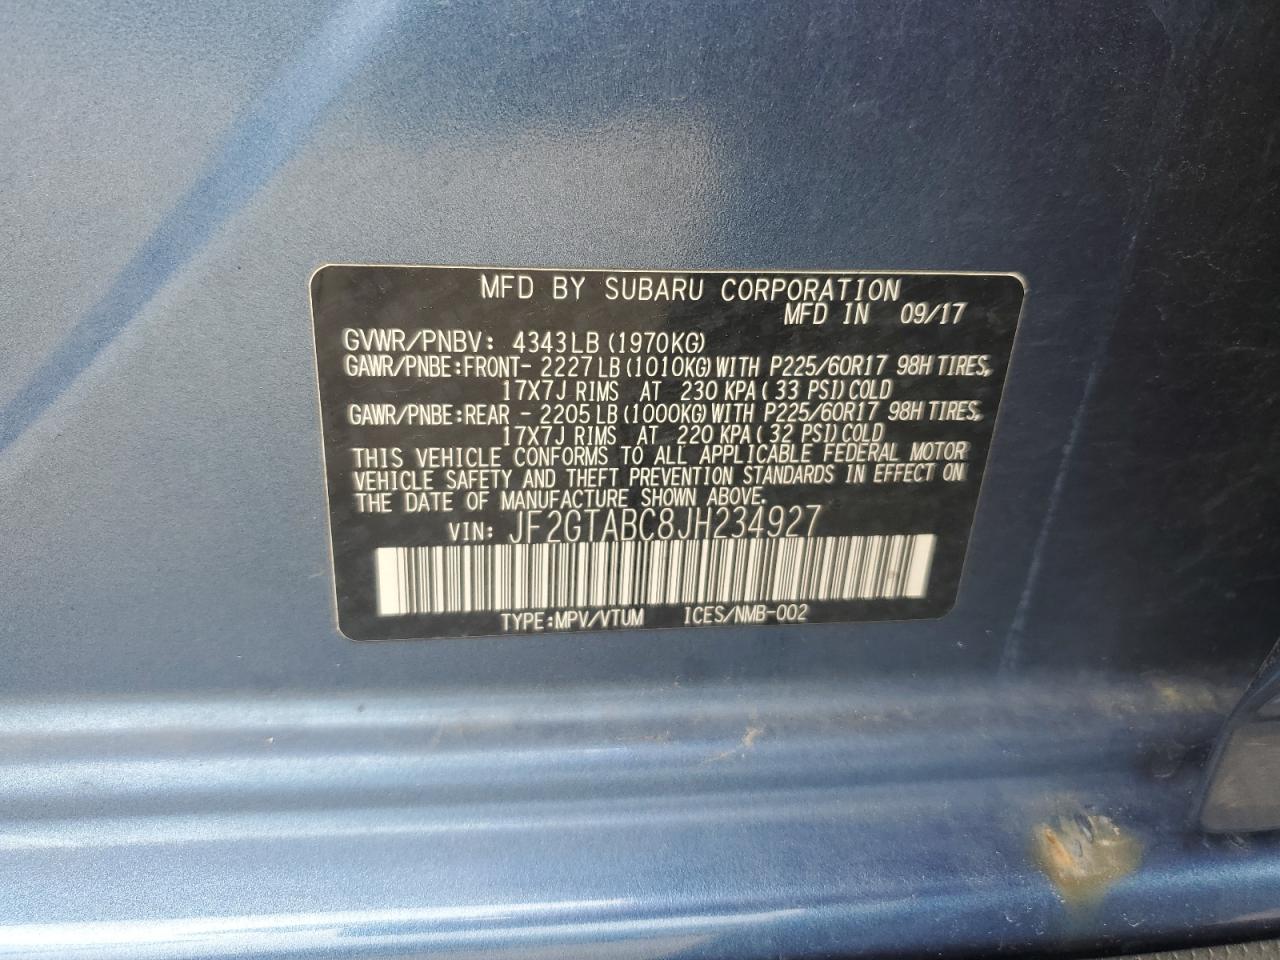 MFD BY SUBARU CORPORATION
MFD IN 09/17
GVWR/PNBV: 4343LB(1970KG)
GAWR/PNBE:FRONT- 2227LB(1010KG)WITH P225/60R17 98H TIRES,
17X7J RIMS AT 230 KPA(33 PSI)COLD
GAWR/PNBE:REAR - 2205LB(1000KG)WITH P225/60R17 98H TIRES,
17X7J RIMS AT 220 KPA(32 PSI)COLD
THIS VEHICLE CONFORMS TO ALL APPLICABLE FEDERAL MOTOR
VEHICLE SAFETY AND THEFT PREVENTION STANDARDS IN EFFECT ON
THE DATE OF MANUFACTURE SHOWN ABOVE.
VIN: JF2GTABC8JH234927
TYPE:MPV/VTUM ICES/NMB-002